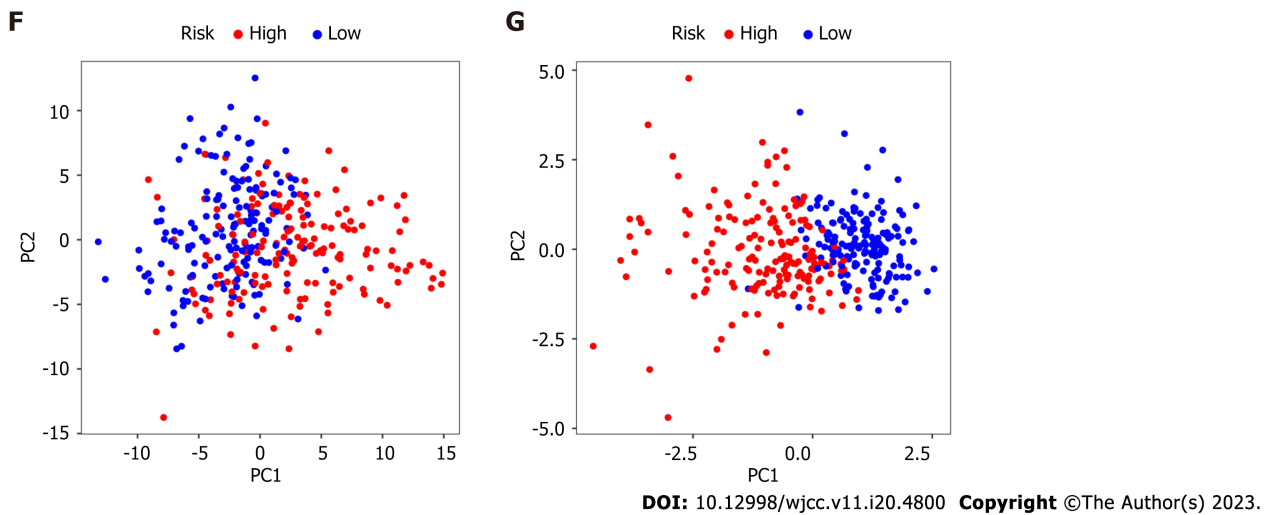 F
Risk High Low
10
5
0
-5
-10
-15
PC2
-10 -5 0 5 10 15
PC1
G
Risk High Low
5.0
2.5
0.0
-2.5
-5.0
PC2
-2.5 0.0 2.5
PC1
DOI: 10.12998/wjcc.v11.i20.4800 Copyright ©The Author(s) 2023.